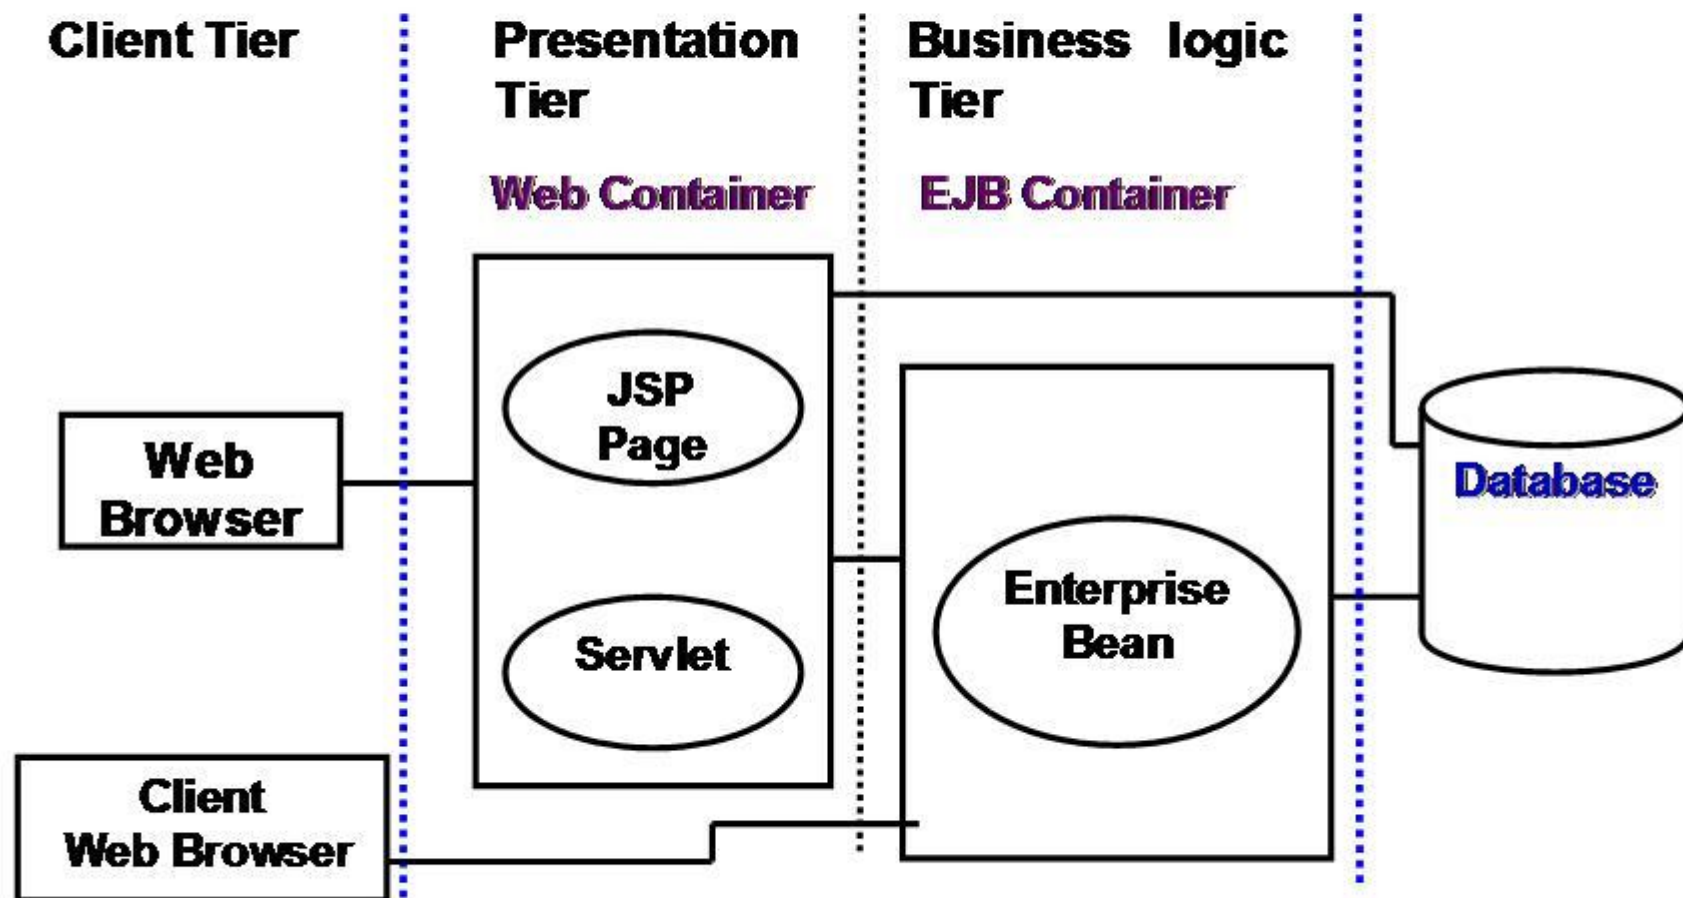 Client Tier
Presentation
Tier
Business logic
Tier
Web Container
EJB Container
JSP
Page
Web
Browser
Database
Enterprise
Bean
Servlet
Client
Web Browser